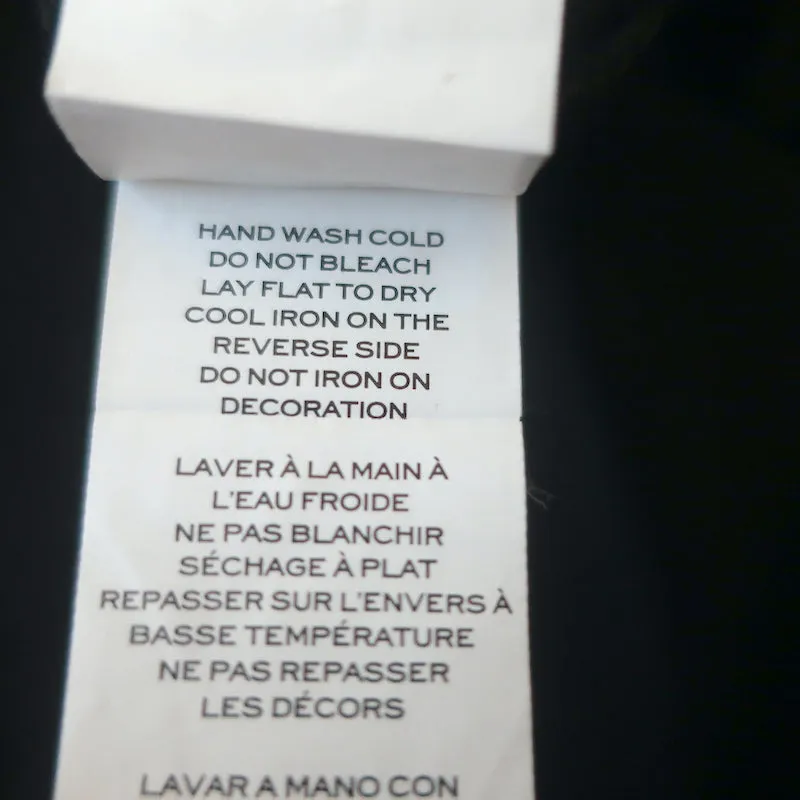 HAND WASH COLD
DO NOT BLEACH
LAY FLAT TO DRY
COOL IRON ON THE
REVERSE SIDE
DO NOT IRON ON
DECORATION
LAVER À LA MAIN À
L'EAU FROIDE
NE PAS BLANCHIR
SÉCHAGE À PLAT
REPASSER SUR L'ENVERS À
BASSE TEMPÉRATURE
NE PAS REPASSER
LES DÉCORS
LAVAR A MANO CON